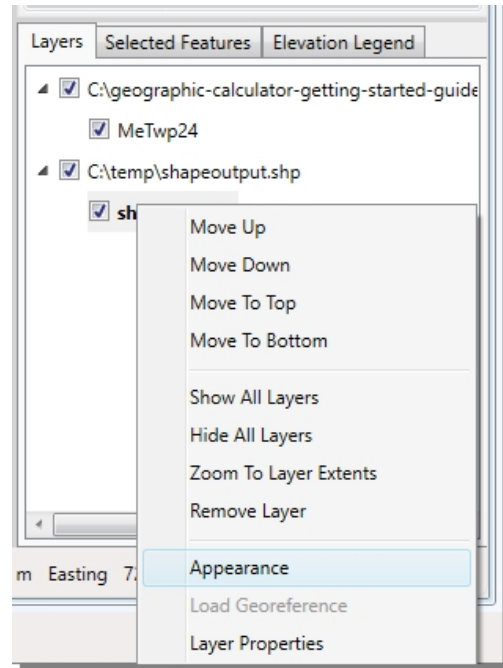 Layers Selected Features Elevation Legend
C:\geographic-calculator-getting-started-guide
MeTwp24
C:\temp\shapeoutput.shp
sh
Move Up
Move Down
Move To Top
Move To Bottom
Show All Layers
Hide All Layers
Zoom To Layer Extents
Remove Layer
m Easting 72
Appearance
Load Georeference
Layer Properties